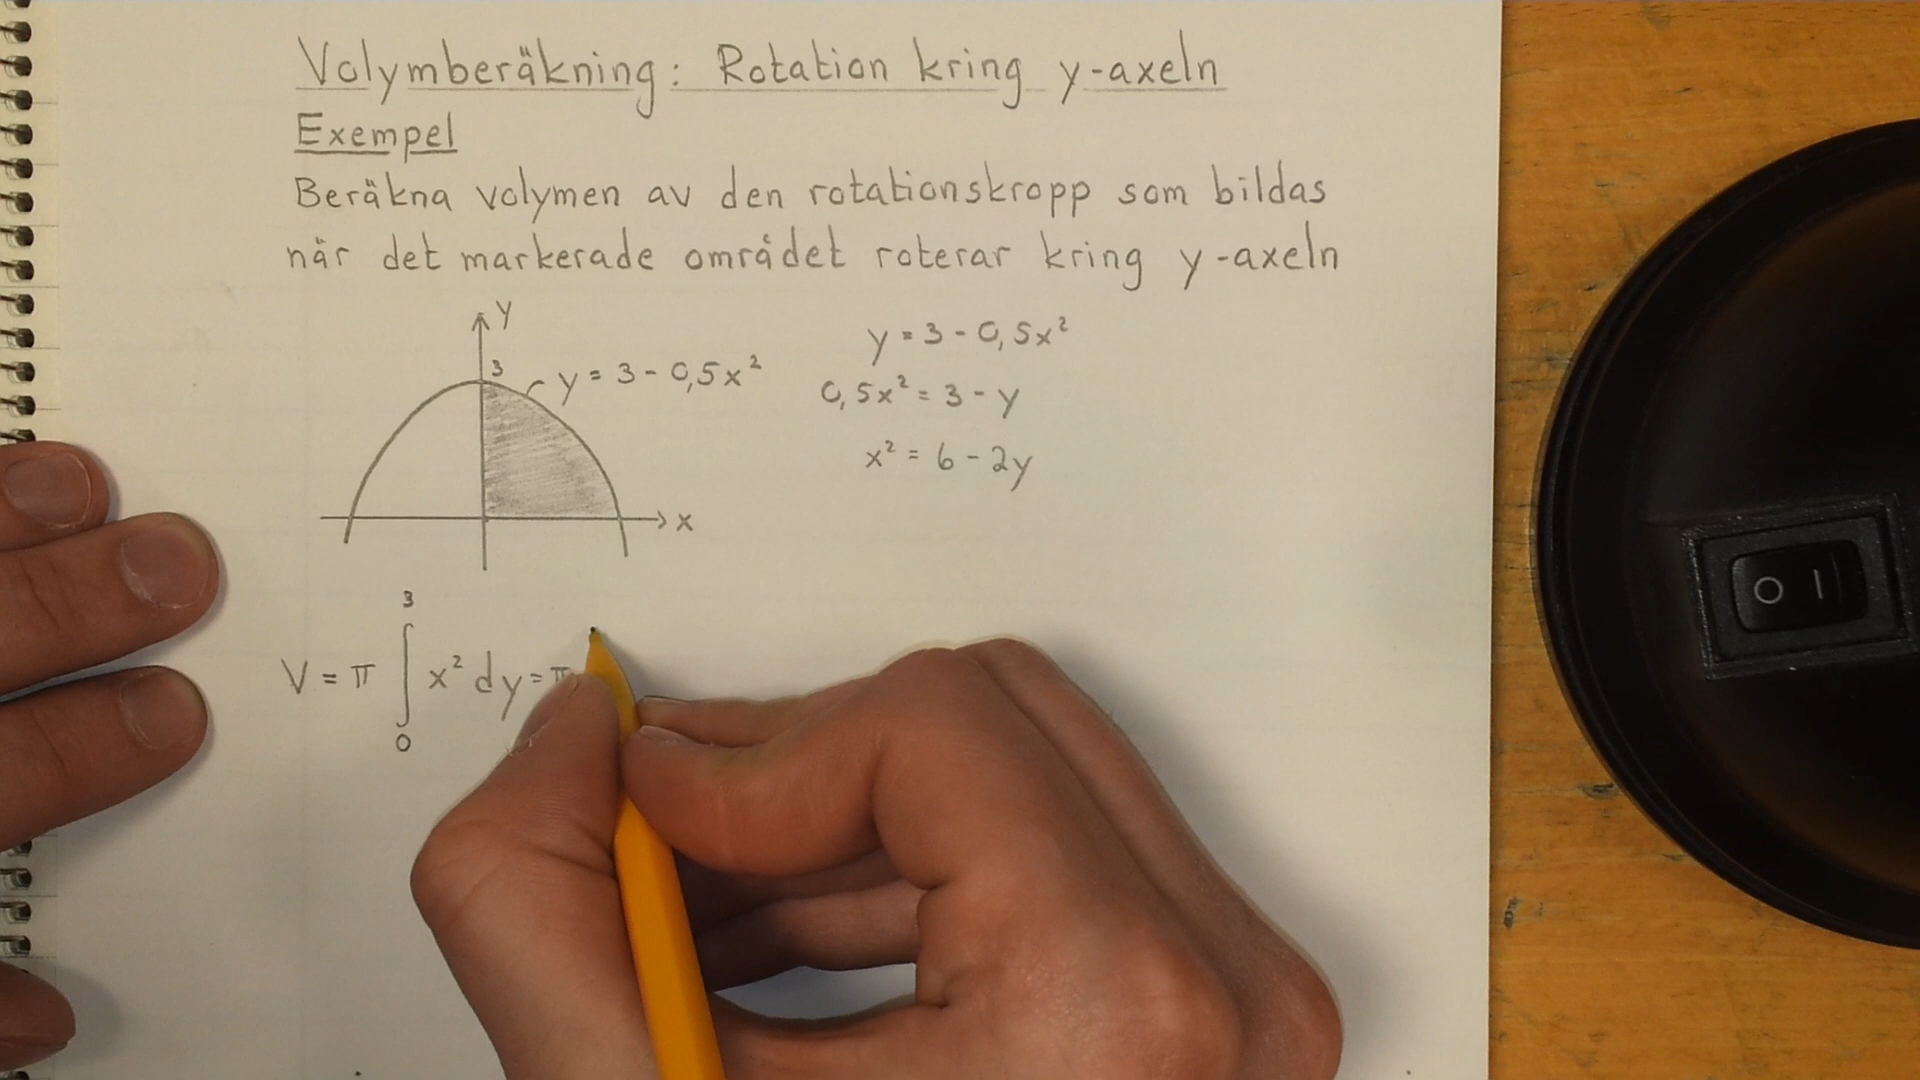 Volymberäkning: Rotation kring y-axeln
Exempel
Beräkna volymen av den rotationskropp som bildas
när det markerade området roterar kring y-axeln
y
3
y = 3 - 0,5x²
x
y = 3 - 0,5x²
0,5x² = 3 - y
x² = 6 - 2y
3
V = π ∫ x² dy = π
0
O I